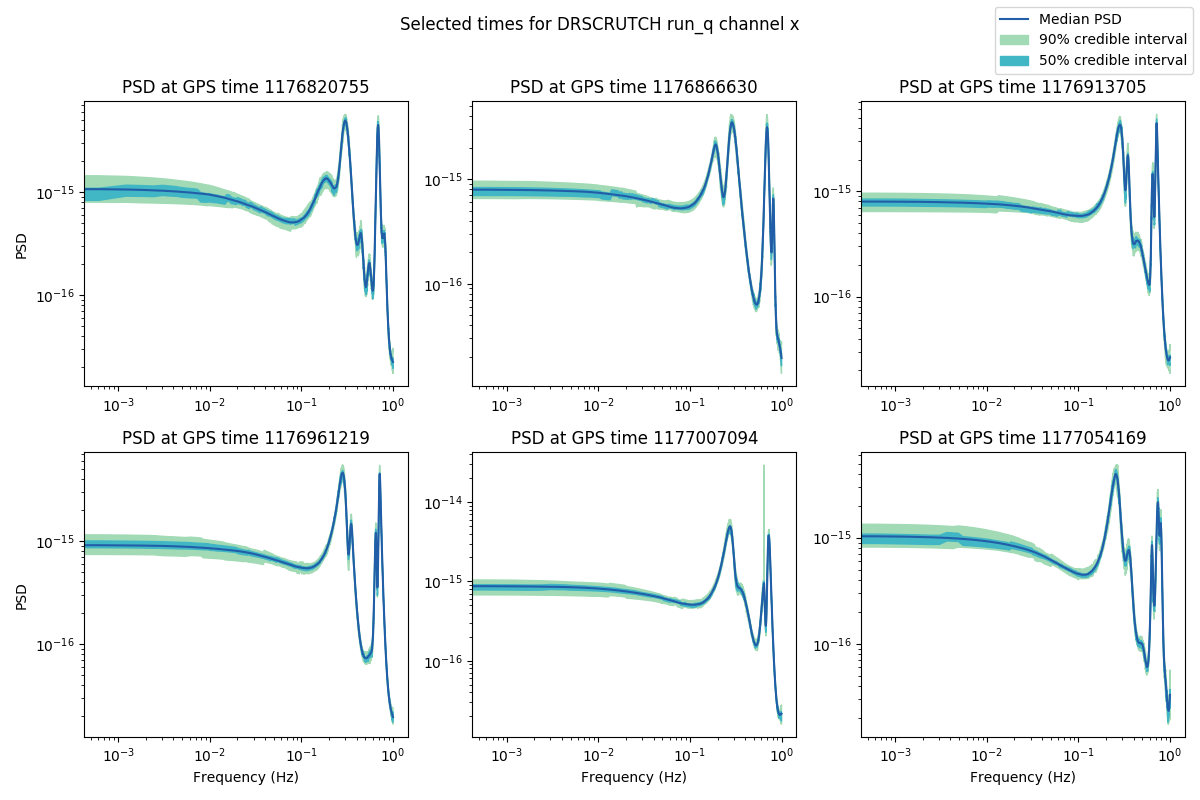 Selected times for DRSCRUTCH run_q channel x
Median PSD
90% credible interval
50% credible interval
PSD at GPS time 1176820755
PSD at GPS time 1176866630
PSD at GPS time 1176913705
PSD
10⁻¹⁵
10⁻¹⁶
10⁻¹⁵
10⁻¹⁶
10⁻¹⁵
10⁻¹⁶
10⁻³ 10⁻² 10⁻¹ 10⁰
10⁻³ 10⁻² 10⁻¹ 10⁰
10⁻³ 10⁻² 10⁻¹ 10⁰
PSD at GPS time 1176961219
PSD at GPS time 1177007094
PSD at GPS time 1177054169
PSD
10⁻¹⁵
10⁻¹⁶
10⁻¹⁴
10⁻¹⁵
10⁻¹⁶
10⁻¹⁵
10⁻¹⁶
10⁻³ 10⁻² 10⁻¹ 10⁰
10⁻³ 10⁻² 10⁻¹ 10⁰
10⁻³ 10⁻² 10⁻¹ 10⁰
Frequency (Hz)
Frequency (Hz)
Frequency (Hz)